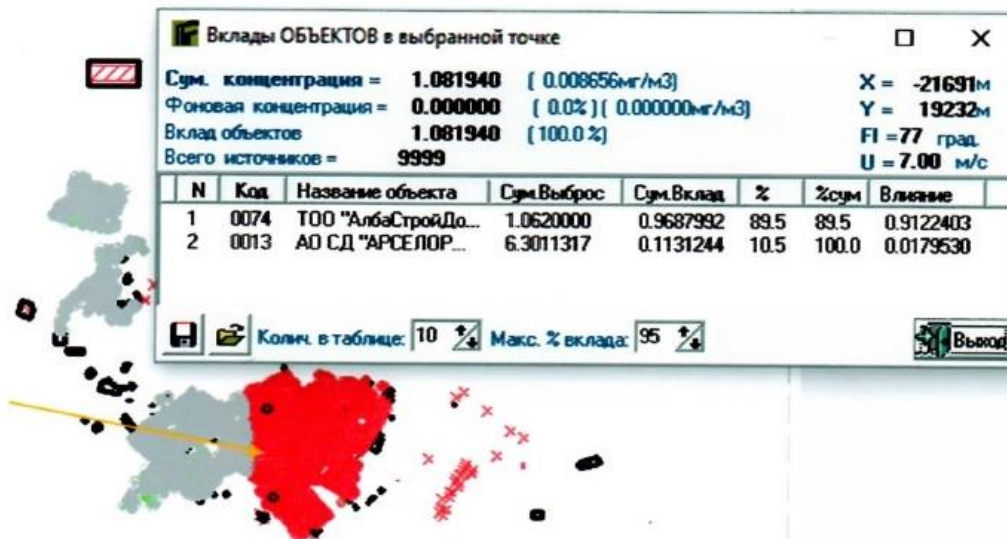 Вклады ОБЪЕКТОВ в выбранной точке
Сум. концентрация = 1.081940 ( 0.008656мг/м3) X = -21691м
Фоновая концентрация = 0.000000 ( 0.0% ) ( 0.000000мг/м3) Y = 19232м
Вклад объектов 1.081940 (100.0 %) FI =77 град.
Всего источников = 9999 U = 7.00 м/с
N Код Название объекта Сум.Выброс Сум.Вклад % %сум Влияние
1 0074 ТОО "АлбаСтройДо... 1.0620000 0.9687992 89.5 89.5 0.9122403
2 0013 АО СД "АРСЕЛОР... 6.3011317 0.1131244 10.5 100.0 0.0179530
Колич. в таблице: 10 Макс. % вклада: 95 Выход